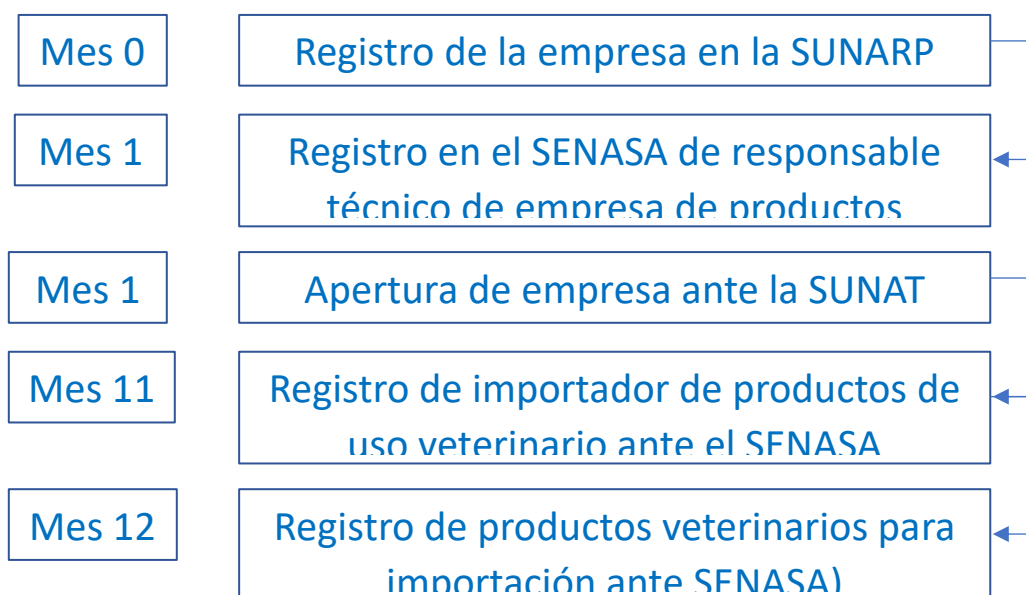 Mes 0
Registro de la empresa en la SUNARP
Mes 1
Registro en el SENASA de responsable
técnico de empresa de productos
Mes 1
Apertura de empresa ante la SUNAT
Mes 11
Registro de importador de productos de
uso veterinario ante el SENASA
Mes 12
Registro de productos veterinarios para
importación ante SENASA)